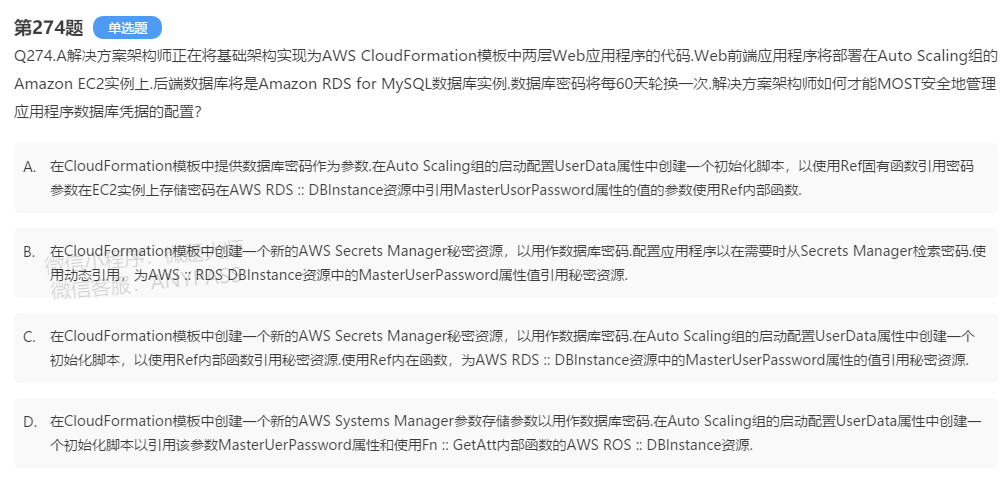 第274题 单选题
Q274.A解决方案架构师正在将基础架构实现为AWS CloudFormation模板中两层Web应用程序的代码.Web前端应用程序将部署在Auto Scaling组的
Amazon EC2实例上.后端数据库将是Amazon RDS for MySQL数据库实例.数据库密码将每60天轮换一次.解决方案架构师如何才能MOST安全地管理
应用程序数据库凭据的配置?
A. 在CloudFormation模板中提供数据库密码作为参数.在Auto Scaling组的启动配置UserData属性中创建一个初始化脚本，以使用Ref固有函数引用密码
参数在EC2实例上存储密码在AWS RDS :: DBInstance资源中引用MasterUsorPassword属性的值的参数使用Ref内部函数.
B. 在CloudFormation模板中创建一个新的AWS Secrets Manager秘密资源，以用作数据库密码.配置应用程序以在需要时从Secrets Manager检索密码.使
用动态引用，为AWS :: RDS DBInstance资源中的MasterUserPassword属性值引用秘密资源.
微信小程序：微题大师
微信客服：ANYPASS
C. 在CloudFormation模板中创建一个新的AWS Secrets Manager秘密资源，以用作数据库密码.在Auto Scaling组的启动配置UserData属性中创建一个
初始化脚本，以使用Ref内部函数引用秘密资源.使用Ref内在函数，为AWS RDS :: DBInstance资源中的MasterUserPassword属性的值引用秘密资源.
D. 在CloudFormation模板中创建一个新的AWS Systems Manager参数存储参数以用作数据库密码.在Auto Scaling组的启动配置UserData属性中创建一
个初始化脚本以引用该参数MasterUerPassword属性和使用Fn :: GetAtt内部函数的AWS ROS :: DBInstance资源.